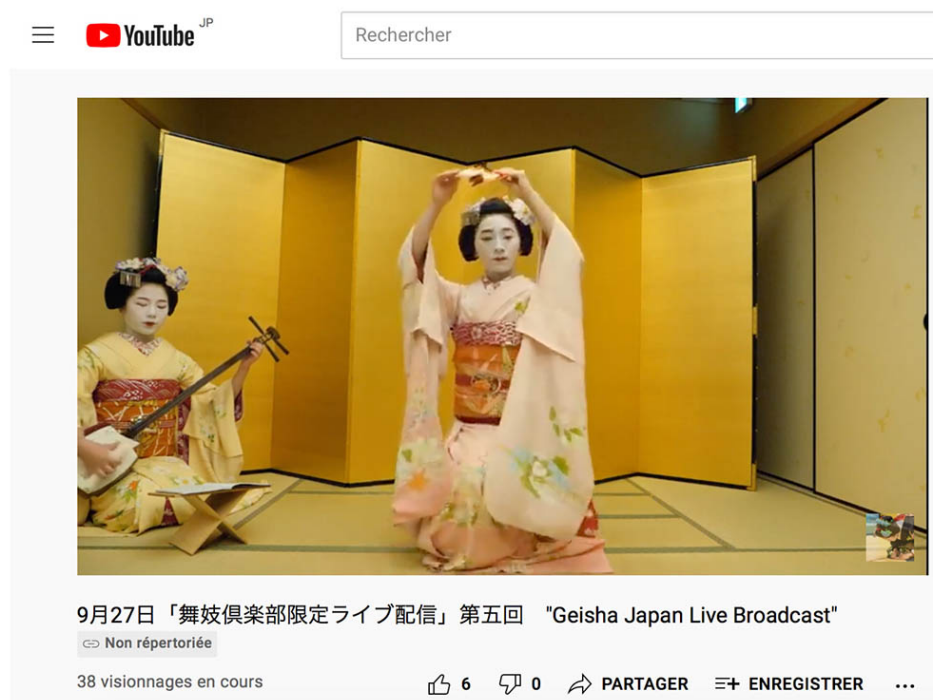 YouTube JP
Rechercher
9月27日「舞妓倶楽部限定ライブ配信」第五回 "Geisha Japan Live Broadcast"
Non répertoriée
38 visionnages en cours 6 0 PARTAGER ENREGISTRER